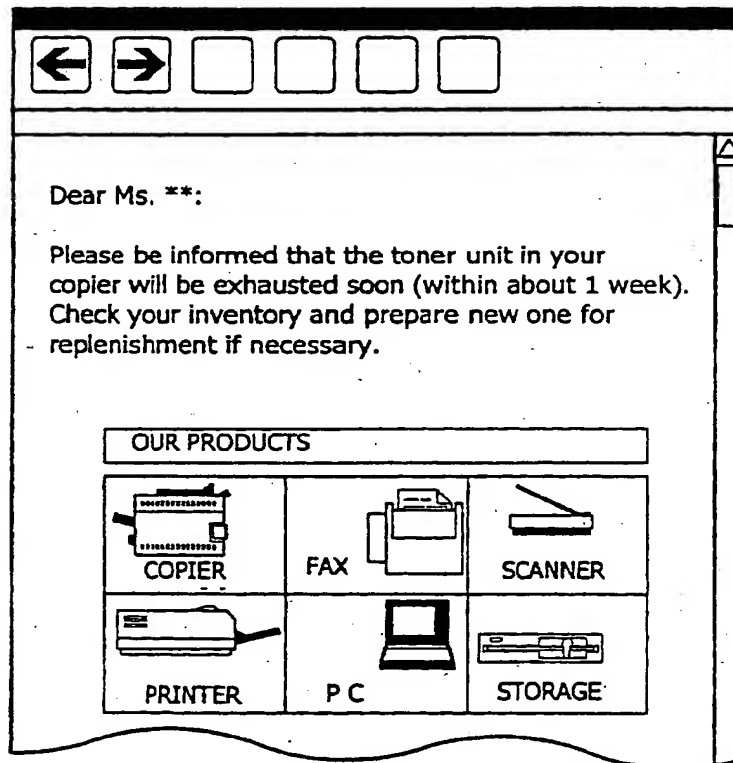 Dear Ms. **:
Please be informed that the toner unit in your
copier will be exhausted soon (within about 1 week).
Check your inventory and prepare new one for
replenishment if necessary.
OUR PRODUCTS
COPIER
FAX
SCANNER
PRINTER
P C
STORAGE